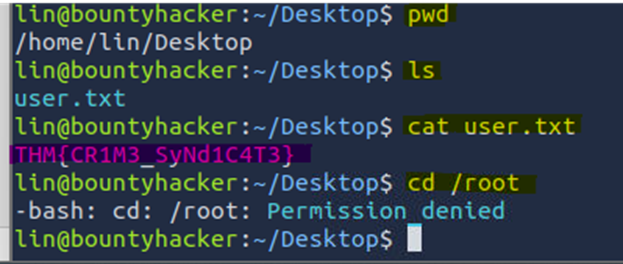 lin@bountyhacker:~/Desktop$ pwd
/home/lin/Desktop
lin@bountyhacker:~/Desktop$ ls
user.txt
lin@bountyhacker:~/Desktop$ cat user.txt
THM{CR1M3_SyNd1C4T3}
lin@bountyhacker:~/Desktop$ cd /root
-bash: cd: /root: Permission denied
lin@bountyhacker:~/Desktop$